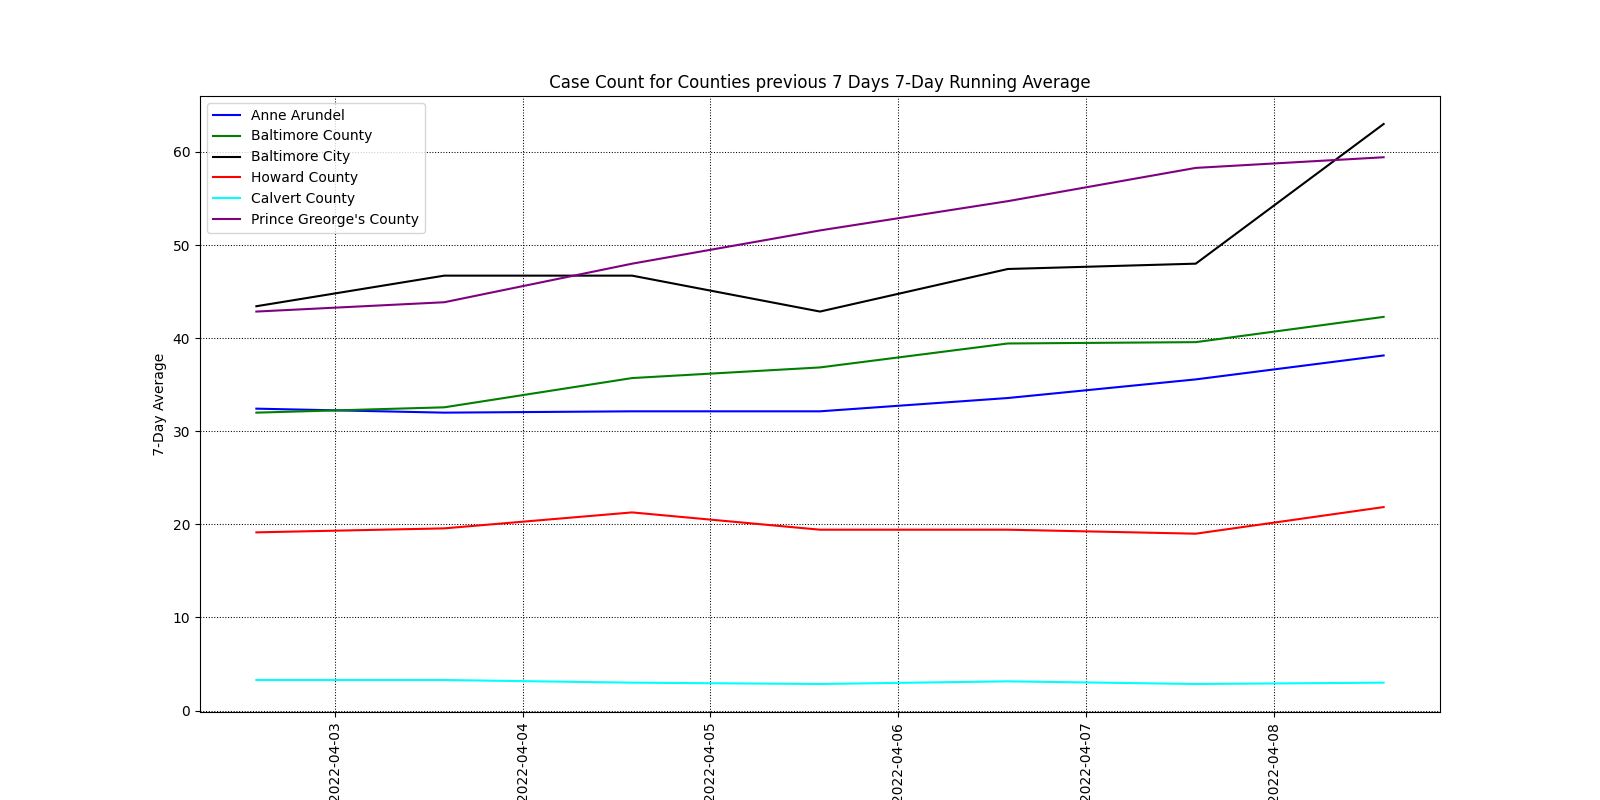 Case Count for Counties previous 7 Days 7-Day Running Average
Anne Arundel
Baltimore County
Baltimore City
Howard County
Calvert County
Prince Greorge's County
7-Day Average
60
50
40
30
20
10
0
2022-04-03
2022-04-04
2022-04-05
2022-04-06
2022-04-07
2022-04-08